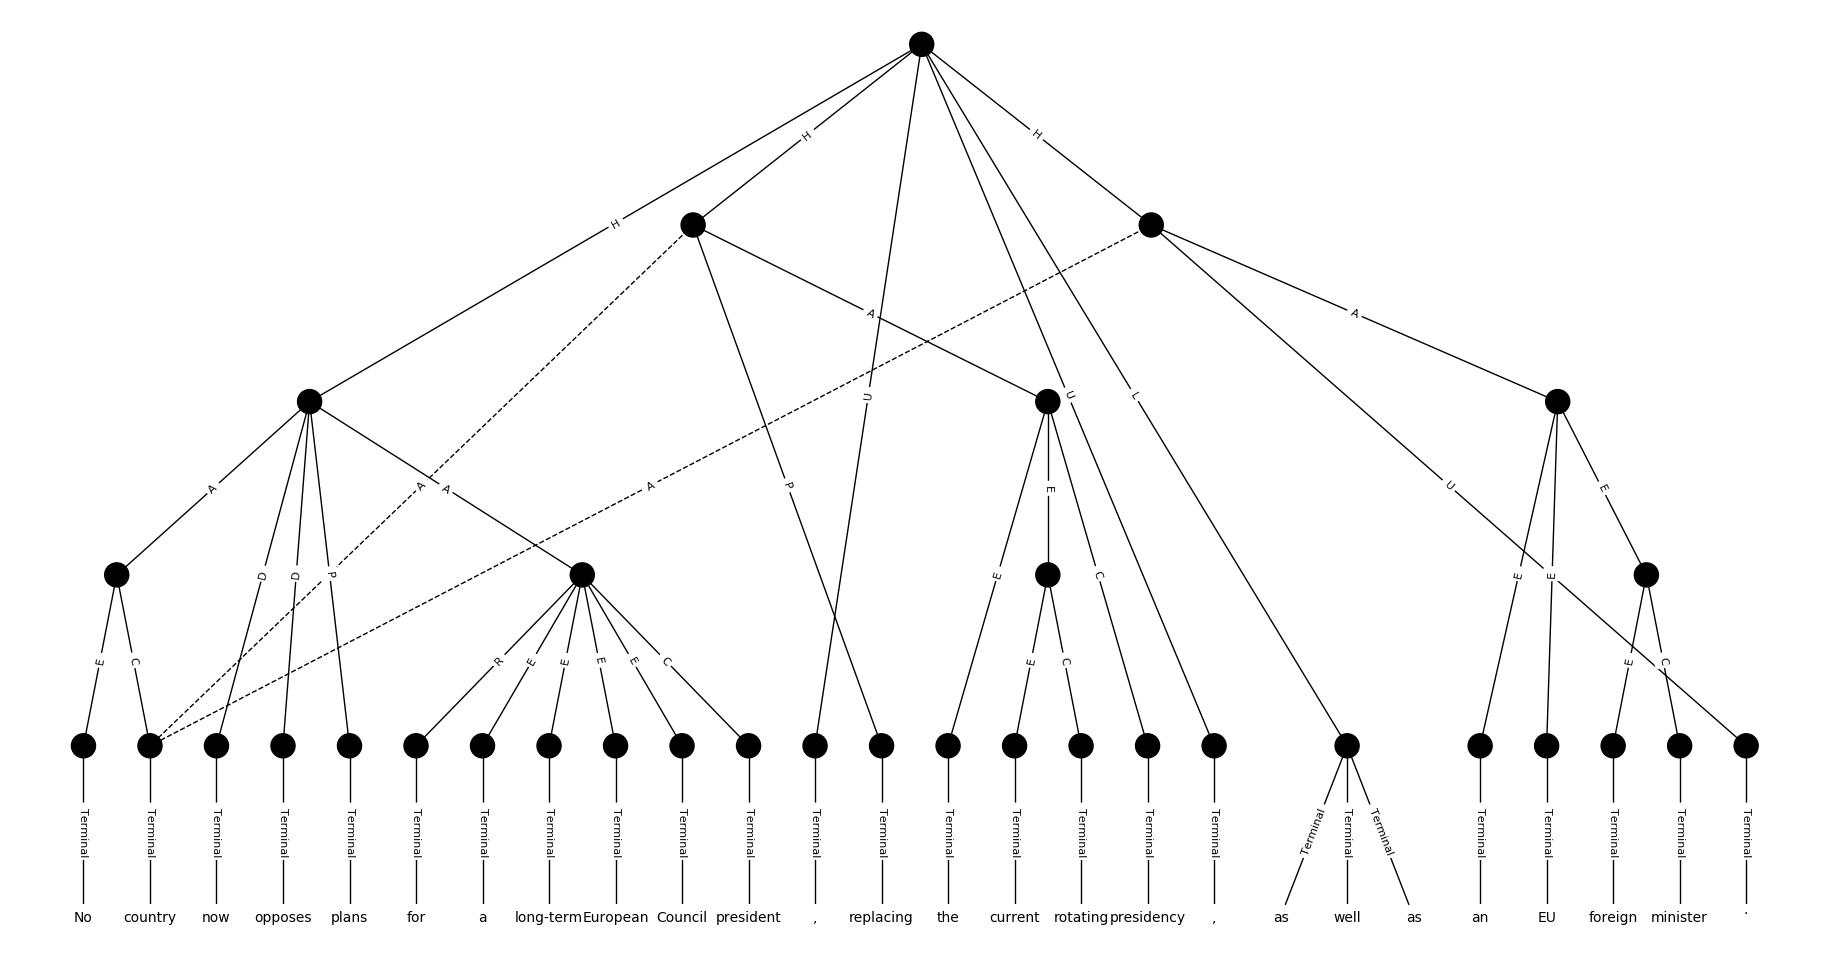 H
H
H
A
A
U
U
L
A
A
A
A
P
A
E
U
E
D
D
P
E
C
E
E
E
C
R
E
E
E
E
C
E
C
E
C
Terminal Terminal Terminal Terminal Terminal Terminal Terminal Terminal Terminal Terminal Terminal Terminal Terminal Terminal Terminal Terminal Terminal Terminal Terminal Terminal Terminal Terminal Terminal Terminal Terminal Terminal
No country now opposes plans for a long-term European Council president , replacing the current rotating presidency , as well as an EU foreign minister .